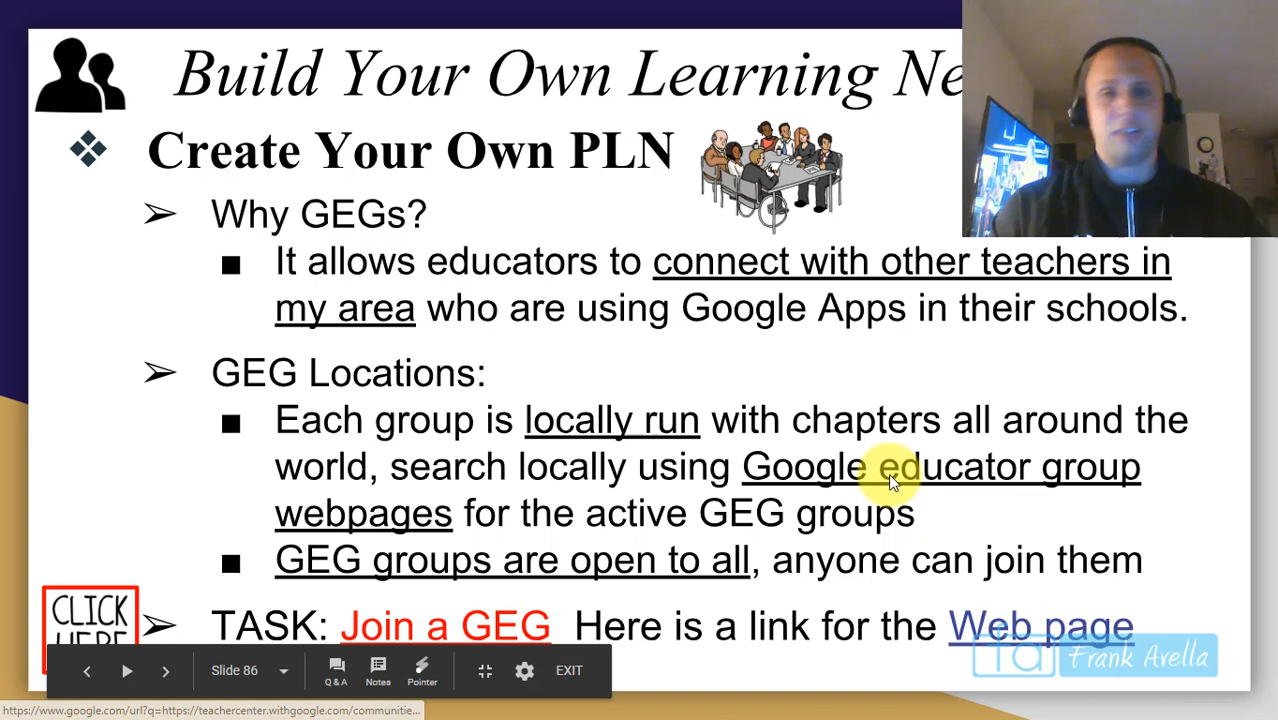 Build Your Own Learning Ne
Create Your Own PLN
Why GEGs?
It allows educators to connect with other teachers in
my area who are using Google Apps in their schools.
GEG Locations:
Each group is locally run with chapters all around the
world, search locally using Google educator group
webpages for the active GEG groups
GEG groups are open to all, anyone can join them
CLICK
HERE
TASK: Join a GEG Here is a link for the Web page
fa Frank Avella
Slide 86
Q & A
Notes
Pointer
EXIT
https://www.google.com/url?q=https://teachercenter.withgoogle.com/communitie...